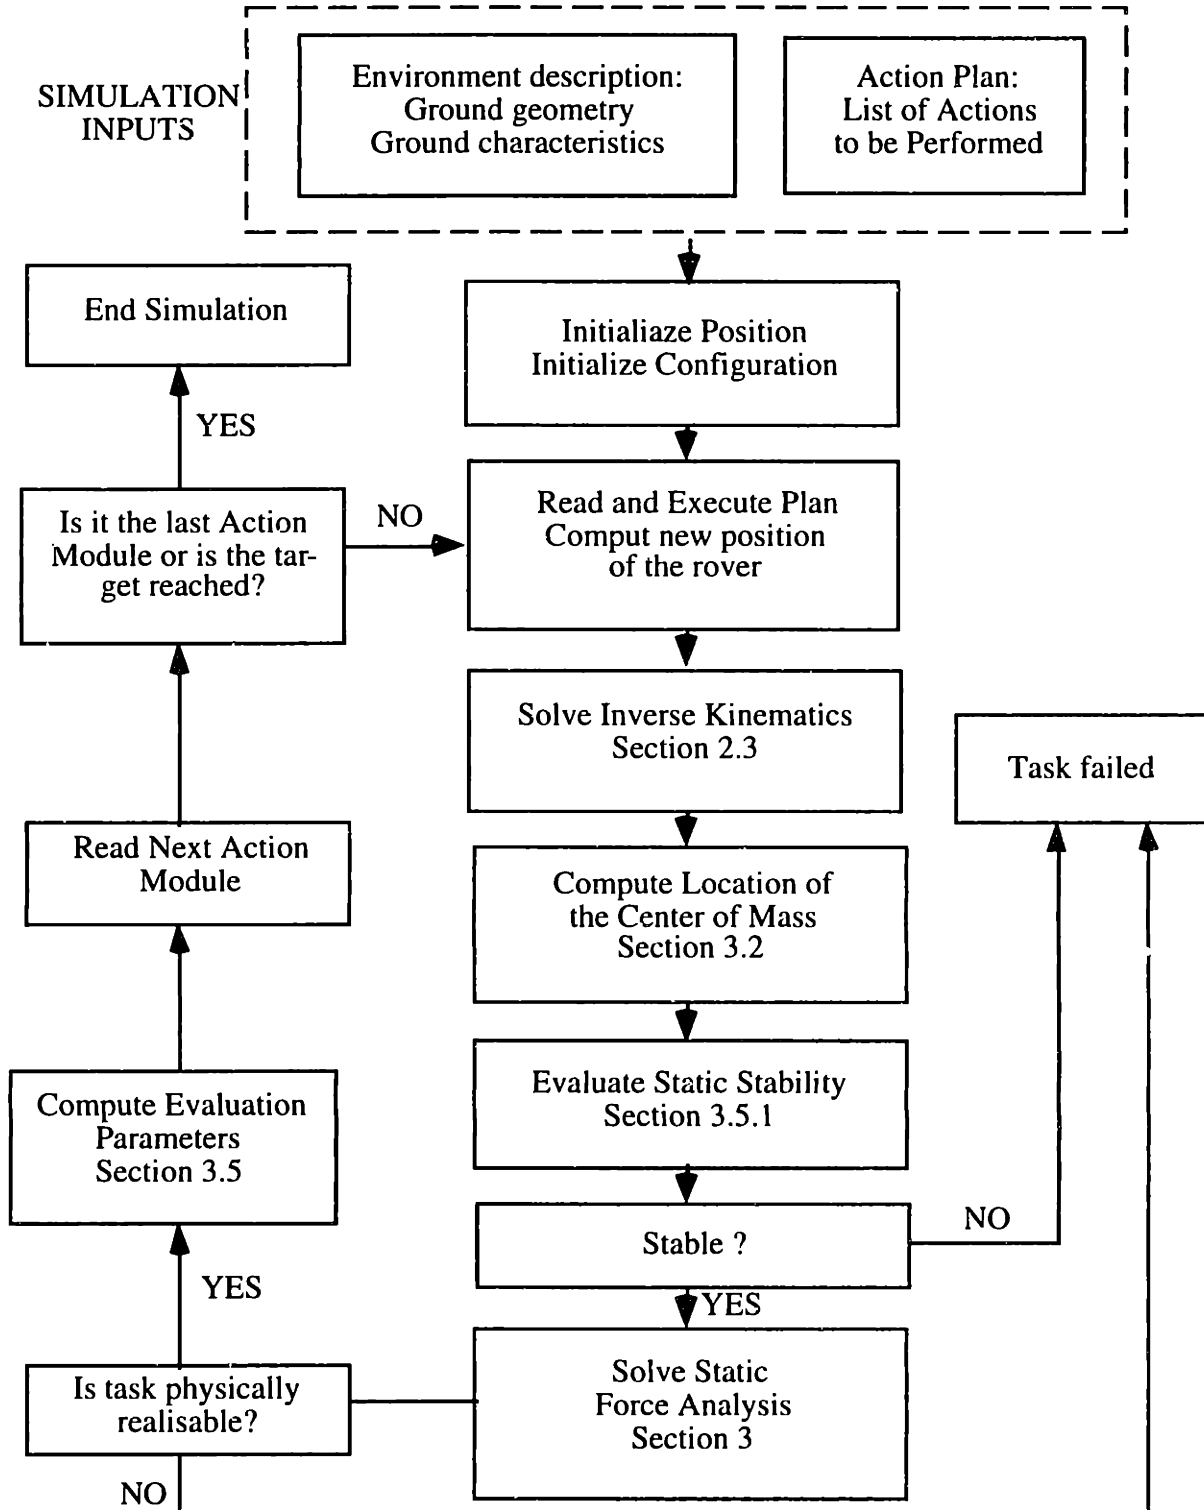 SIMULATION
INPUTS
Environment description:
Ground geometry
Ground characteristics
Action Plan:
List of Actions
to be Performed
End Simulation
Initialiaze Position
Initialize Configuration
YES
Is it the last Action
Module or is the tar-
get reached?
NO
Read and Execute Plan
Comput new position
of the rover
Solve Inverse Kinematics
Section 2.3
Task failed
Read Next Action
Module
Compute Location of
the Center of Mass
Section 3.2
Evaluate Static Stability
Section 3.5.1
Compute Evaluation
Parameters
Section 3.5
Stable ?
NO
YES
YES
Is task physically
realisable?
Solve Static
Force Analysis
Section 3
NO